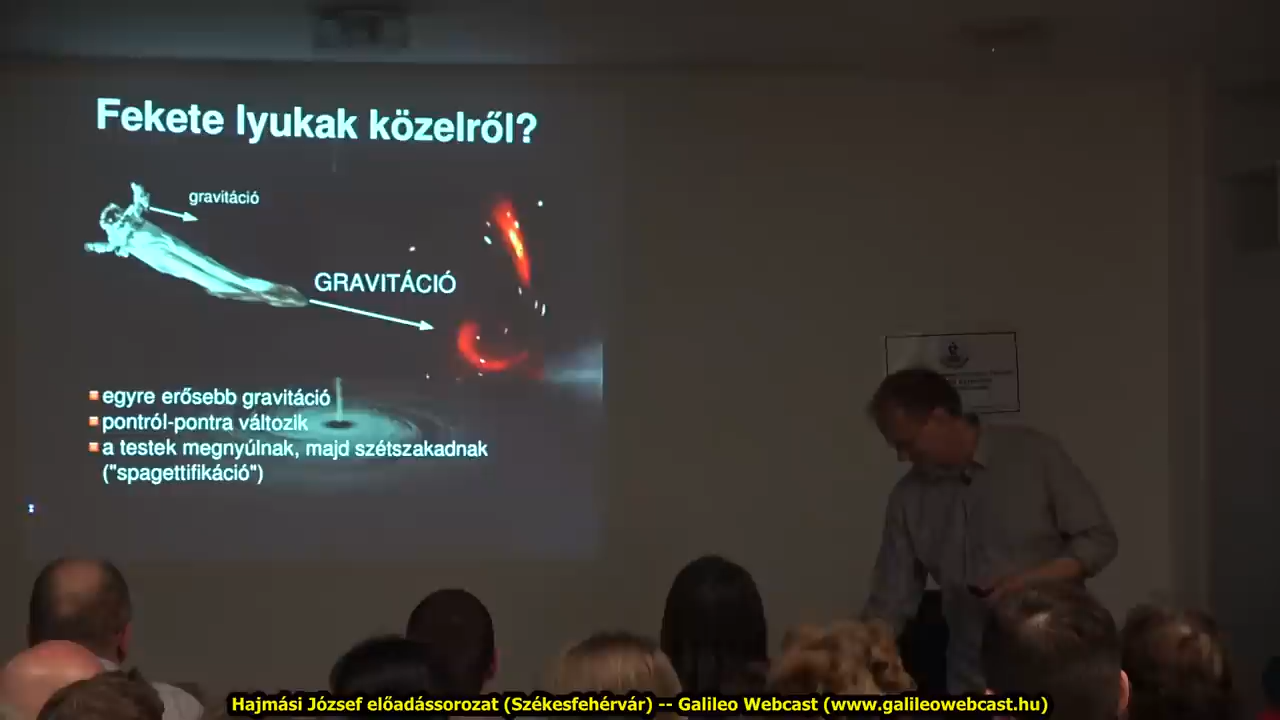 Fekete lyukak közelről?
gravitáció
GRAVITÁCIÓ
egyre erősebb gravitáció
pontról-pontra változik
a testek megnyúlnak, majd szétszakadnak
("spagettifikáció")
Hajmási József előadássorozat (Székesfehérvár) -- Galileo Webcast (www.galileowebcast.hu)